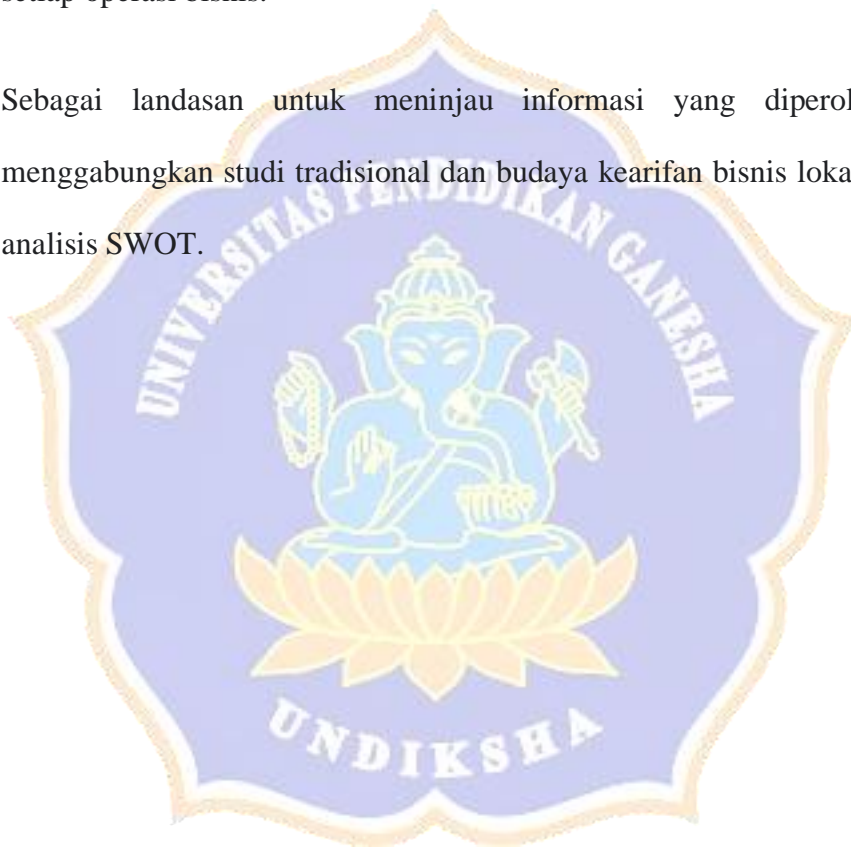 setiap operasi bisnis.
Sebagai landasan untuk meninjau informasi yang diperol
menggabungkan studi tradisional dan budaya kearifan bisnis loka
analisis SWOT.
UNIVERSITAS PENDIDIKAN GANESHA
UNDIKSHA